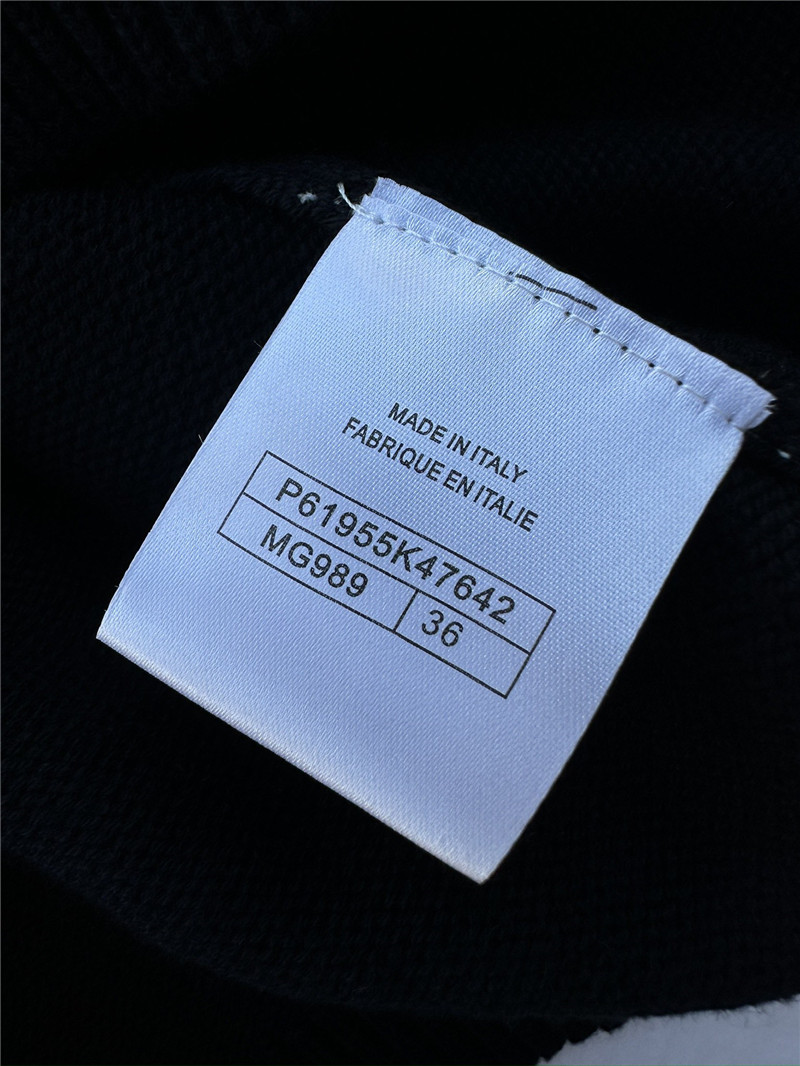 MADE IN ITALY
FABRIQUE EN ITALIE
P61955K47642
MG989 36